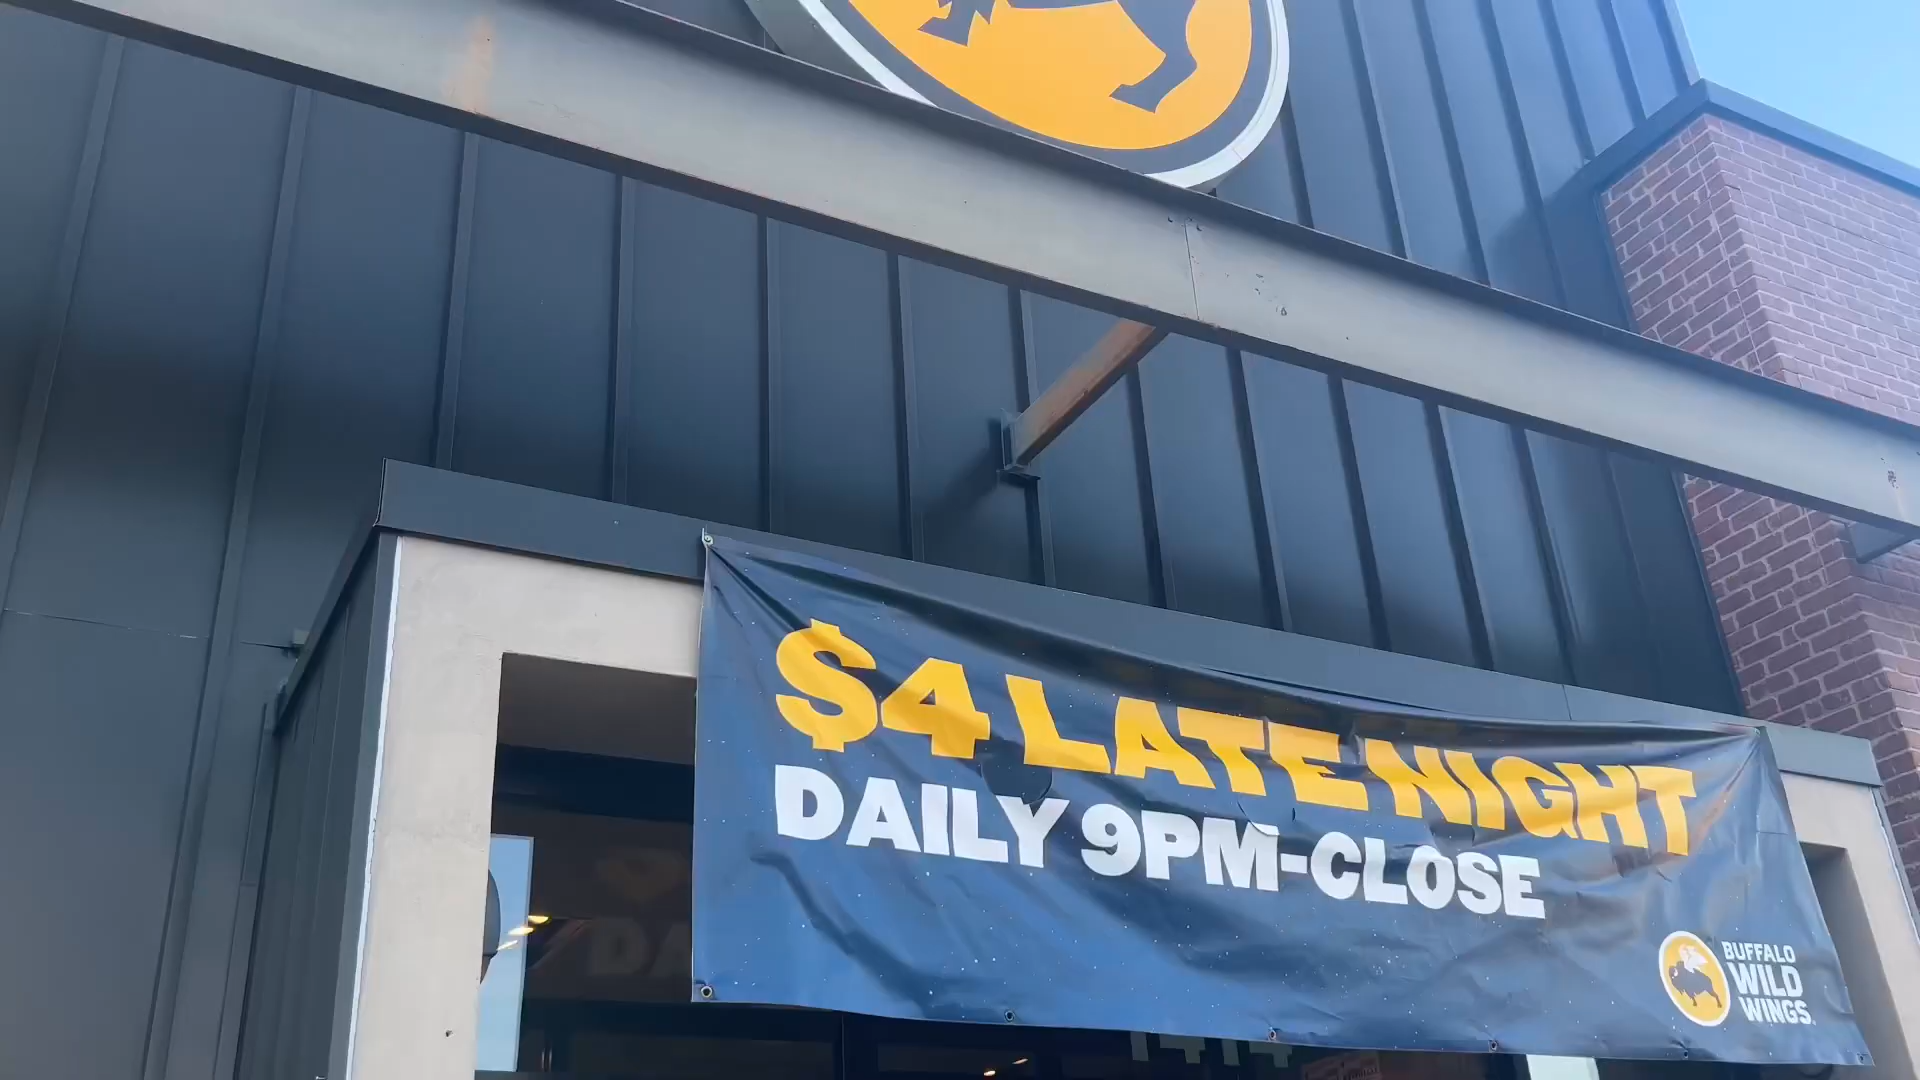 $4 LATE NIGHT
DAILY 9PM-CLOSE
BUFFALO
WILD
WINGS